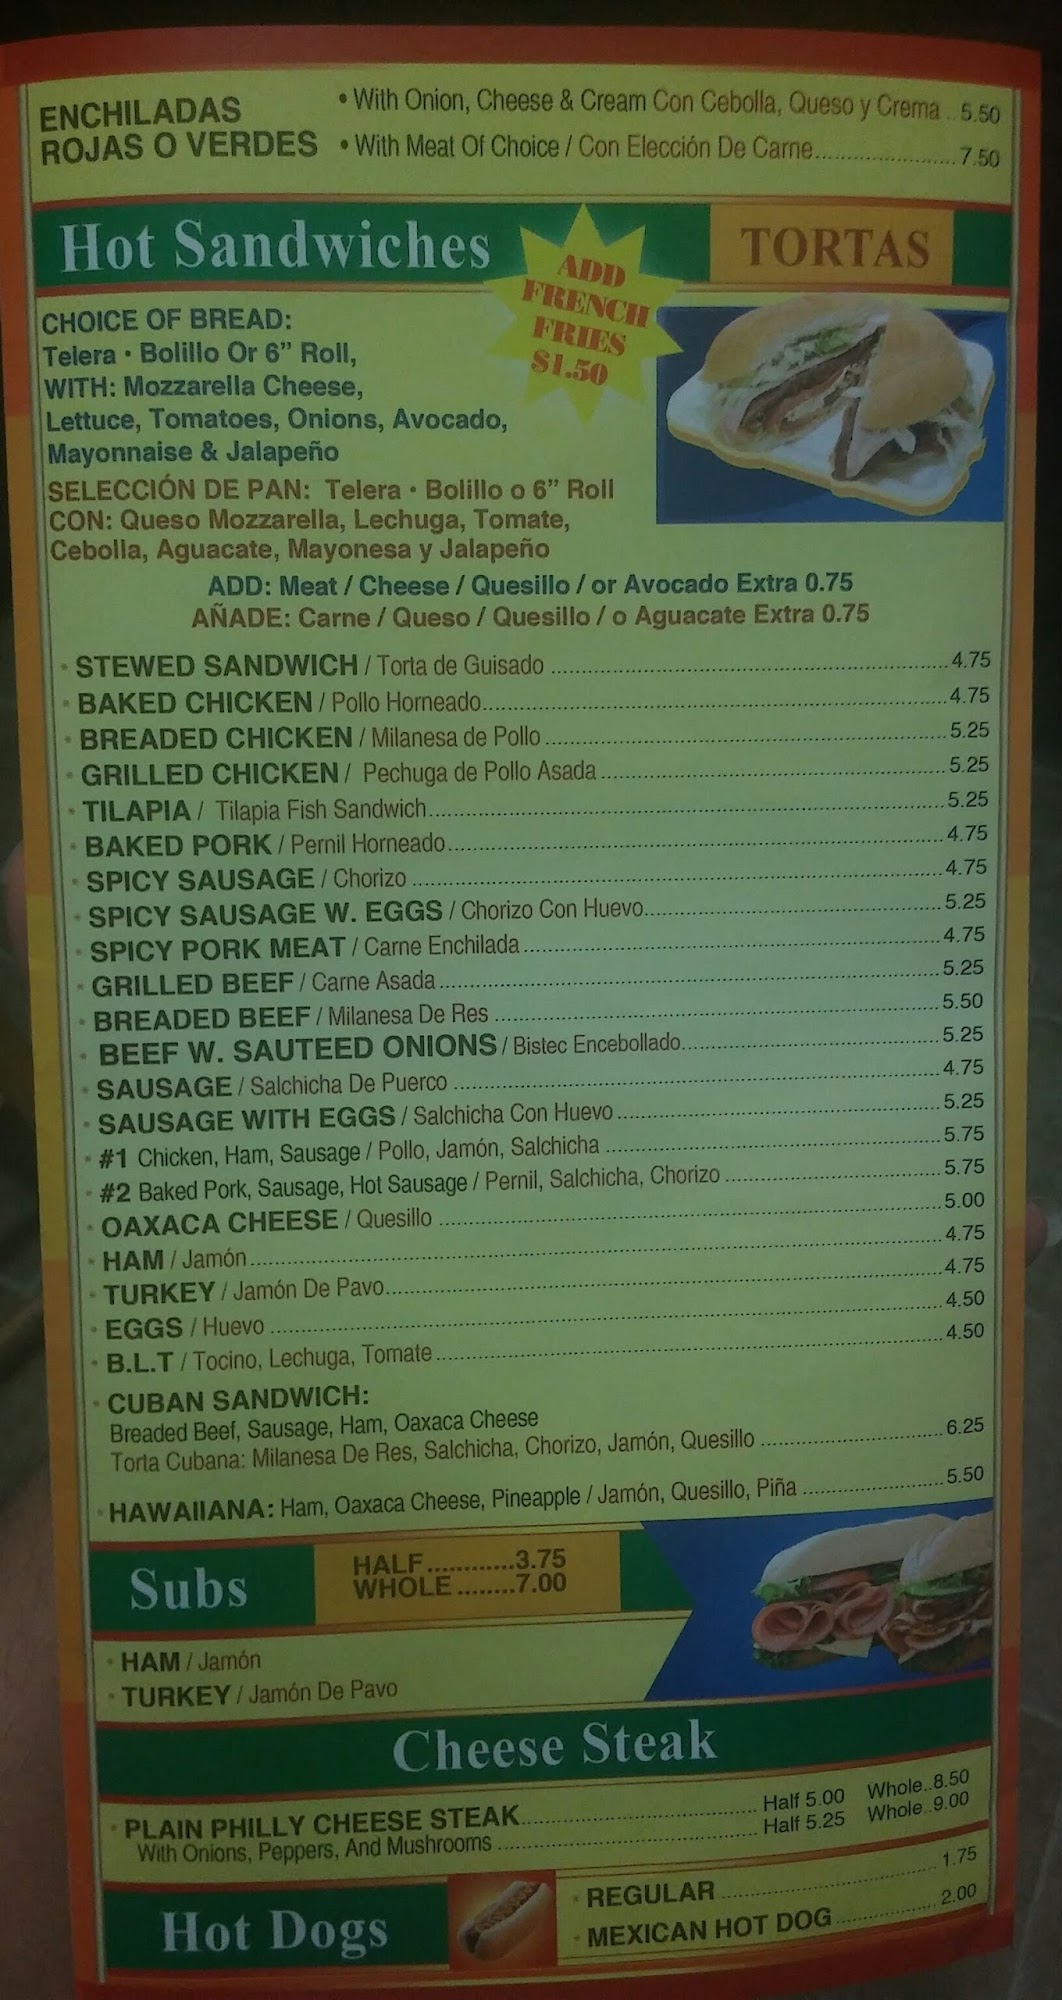 ENCHILADAS
ROJAS O VERDES
• With Onion, Cheese & Cream Con Cebolla, Queso y Crema .. 5.50
• With Meat Of Choice / Con Elección De Carne.......................7.50
Hot Sandwiches
ADD
FRENCH
FRIES
$1.50
TORTAS
CHOICE OF BREAD:
Telera • Bolillo Or 6” Roll,
WITH: Mozzarella Cheese,
Lettuce, Tomatoes, Onions, Avocado,
Mayonnaise & Jalapeño
SELECCIÓN DE PAN: Telera • Bolillo o 6” Roll
CON: Queso Mozzarella, Lechuga, Tomate,
Cebolla, Aguacate, Mayonesa y Jalapeño
ADD: Meat / Cheese / Quesillo / or Avocado Extra 0.75
AÑADE: Carne / Queso / Quesillo / o Aguacate Extra 0.75
• STEWED SANDWICH / Torta de Guisado ........ 4.75
• BAKED CHICKEN / Pollo Horneado........ 4.75
• BREADED CHICKEN / Milanesa de Pollo ........ 5.25
• GRILLED CHICKEN / Pechuga de Pollo Asada ........ 5.25
• TILAPIA / Tilapia Fish Sandwich........ 5.25
• BAKED PORK / Pernil Horneado........ 4.75
• SPICY SAUSAGE / Chorizo ........ 4.75
• SPICY SAUSAGE W. EGGS / Chorizo Con Huevo........ 5.25
• SPICY PORK MEAT / Carne Enchilada ........ 4.75
• GRILLED BEEF / Carne Asada ........ 5.25
• BREADED BEEF / Milanesa De Res ........ 5.50
• BEEF W. SAUTEED ONIONS / Bistec Encebollado........ 5.25
• SAUSAGE / Salchicha De Puerco ........ 4.75
• SAUSAGE WITH EGGS / Salchicha Con Huevo ........ 5.25
• #1 Chicken, Ham, Sausage / Pollo, Jamón, Salchicha ........ 5.75
• #2 Baked Pork, Sausage, Hot Sausage / Pernil, Salchicha, Chorizo ........ 5.75
• OAXACA CHEESE / Quesillo ........ 5.00
• HAM / Jamón ........ 4.75
• TURKEY / Jamón De Pavo........ 4.75
• EGGS / Huevo ........ 4.50
• B.L.T / Tocino, Lechuga, Tomate ........ 4.50
• CUBAN SANDWICH:
Breaded Beef, Sausage, Ham, Oaxaca Cheese
Torta Cubana: Milanesa De Res, Salchicha, Chorizo, Jamón, Quesillo ........ 6.25
• HAWAIIANA: Ham, Oaxaca Cheese, Pineapple / Jamón, Quesillo, Piña ........ 5.50
Subs
HALF............3.75
WHOLE ........7.00
• HAM / Jamón
• TURKEY / Jamón De Pavo
Cheese Steak
• PLAIN PHILLY CHEESE STEAK........ Half 5.00 Whole..8.50
With Onions, Peppers, And Mushrooms ........ Half 5.25 Whole..9.00
Hot Dogs
• REGULAR ........ 1.75
• MEXICAN HOT DOG ........ 2.00